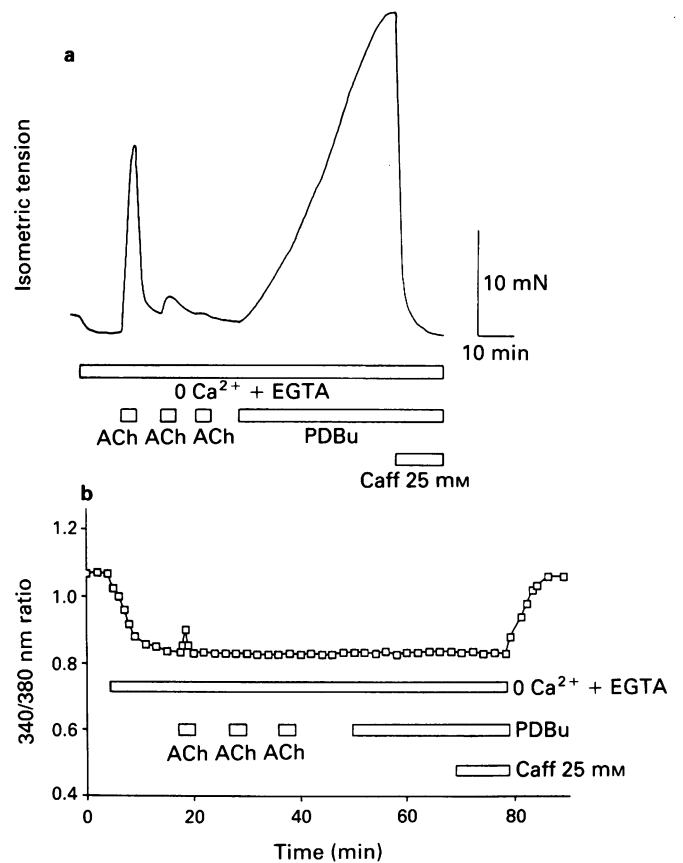 a
Isometric tension
10 mN
10 min
0 Ca²⁺ + EGTA
ACh ACh ACh
PDBu
Caff 25 mM
b
340/380 nm ratio
1.2
1.0
0.8
0.6
0.4
0 Ca²⁺ + EGTA
PDBu
ACh ACh ACh
Caff 25 mM
0 20 40 60 80
Time (min)